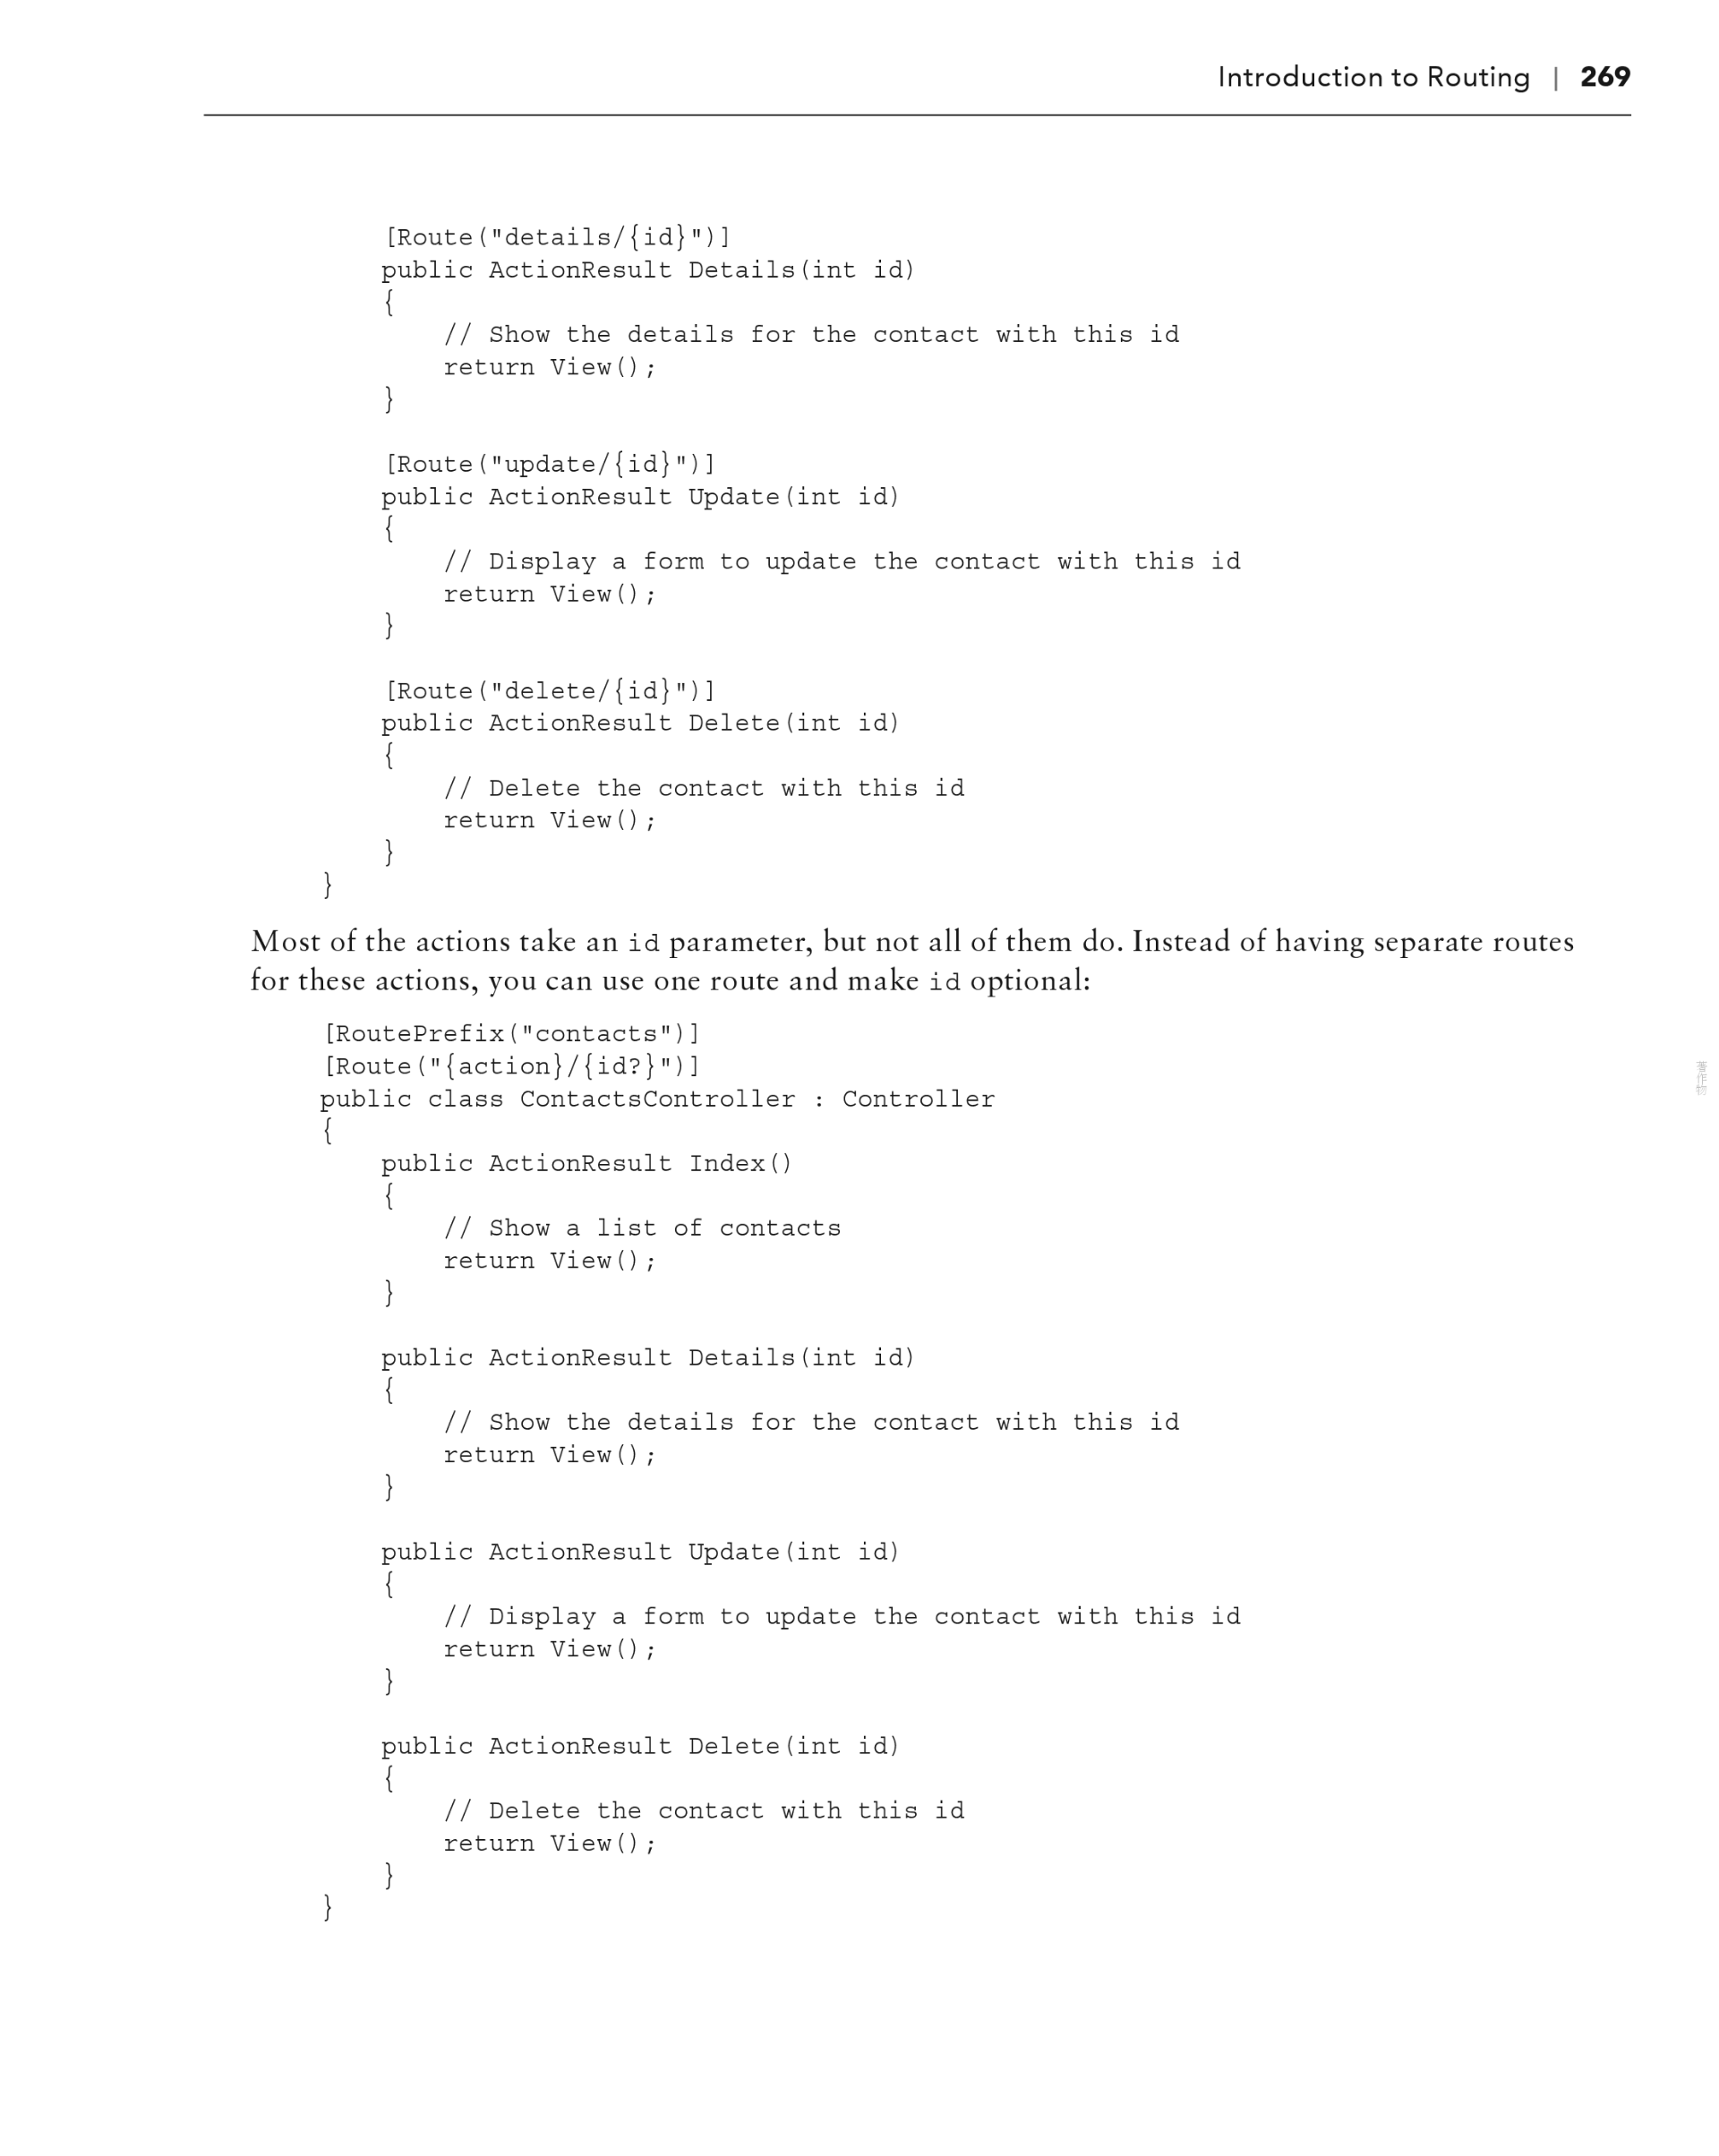 Introduction to Routing | 269
[Route("details/{id}")]
public ActionResult Details(int id)
{
// Show the details for the contact with this id
return View();
}
[Route("update/{id}")]
public ActionResult Update(int id)
{
// Display a form to update the contact with this id
return View();
}
[Route("delete/{id}")]
public ActionResult Delete(int id)
{
// Delete the contact with this id
return View();
}
}
Most of the actions take an id parameter, but not all of them do. Instead of having separate routes
for these actions, you can use one route and make id optional:
[RoutePrefix("contacts")]
[Route("{action}/{id?}")]
public class ContactsController : Controller
{
public ActionResult Index()
{
// Show a list of contacts
return View();
}
public ActionResult Details(int id)
{
// Show the details for the contact with this id
return View();
}
public ActionResult Update(int id)
{
// Display a form to update the contact with this id
return View();
}
public ActionResult Delete(int id)
{
// Delete the contact with this id
return View();
}
}
著作物